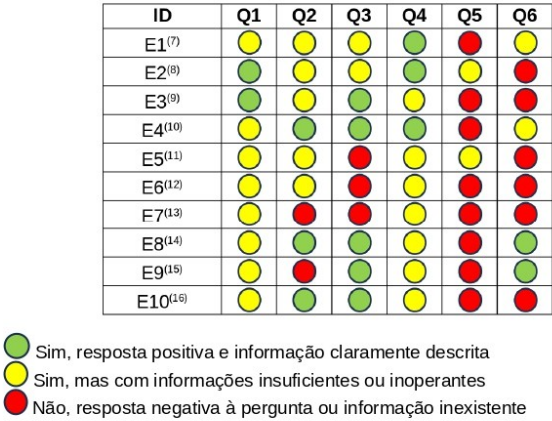 ID Q1 Q2 Q3 Q4 Q5 Q6
E1(7)
E2(8)
E3(9)
E4(10)
E5(11)
E6(12)
F7(13)
E8(14)
E9(15)
E10(16)
Sim, resposta positiva e informação claramente descrita
Sim, mas com informações insuficientes ou inoperantes
Não, resposta negativa à pergunta ou informação inexistente